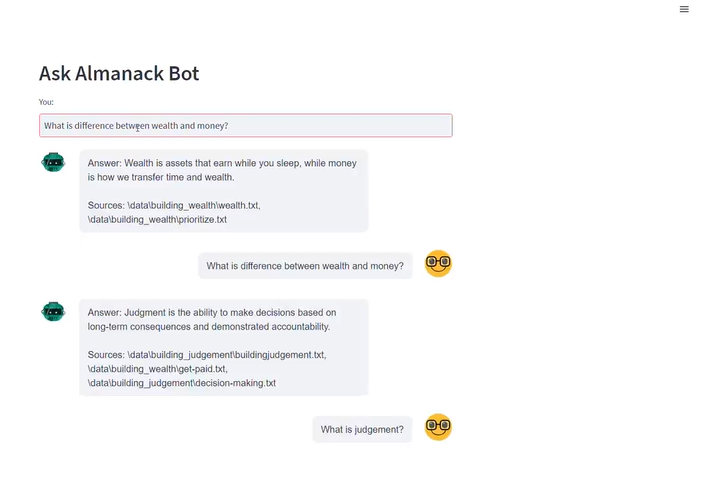 Ask Almanack Bot
You:
What is difference between wealth and money?
Answer: Wealth is assets that earn while you sleep, while money
is how we transfer time and wealth.
Sources: \data\building_wealth\wealth.txt,
\data\building_wealth\prioritize.txt
What is difference between wealth and money?
Answer: Judgment is the ability to make decisions based on
long-term consequences and demonstrated accountability.
Sources: \data\building_judgement\buildingjudgement.txt,
\data\building_wealth\get-paid.txt,
\data\building_judgement\decision-making.txt
What is judgement?